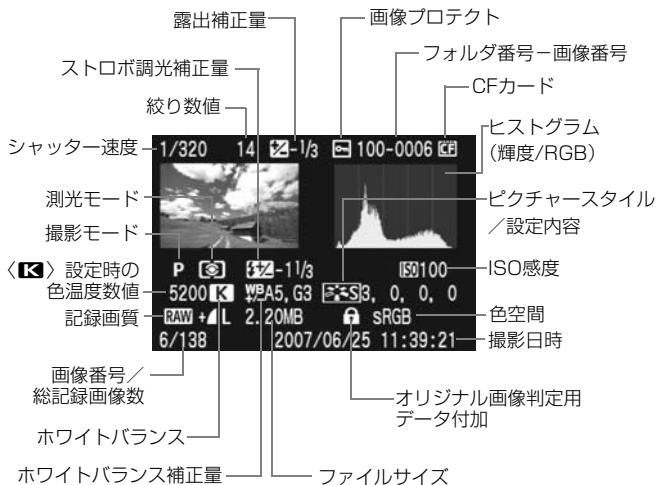 露出補正量
画像プロテクト
ストロボ調光補正量
フォルダ番号－画像番号
CFカード
絞り数値
シャッター速度
1/320 14 -1/3 100-0006 CF
ヒストグラム
（輝度/RGB）
測光モード
撮影モード
ピクチャースタイル
／設定内容
P -1 1/3 ISO 100
ISO感度
〈K〉設定時の
色温度数値
5200 K WB A5, G3 S 3, 0, 0, 0
記録画質
RAW + L 2.20MB sRGB
色空間
6/138 2007/06/25 11:39:21
撮影日時
画像番号／
総記録画像数
オリジナル画像判定用
データ付加
ホワイトバランス
ホワイトバランス補正量
ファイルサイズ